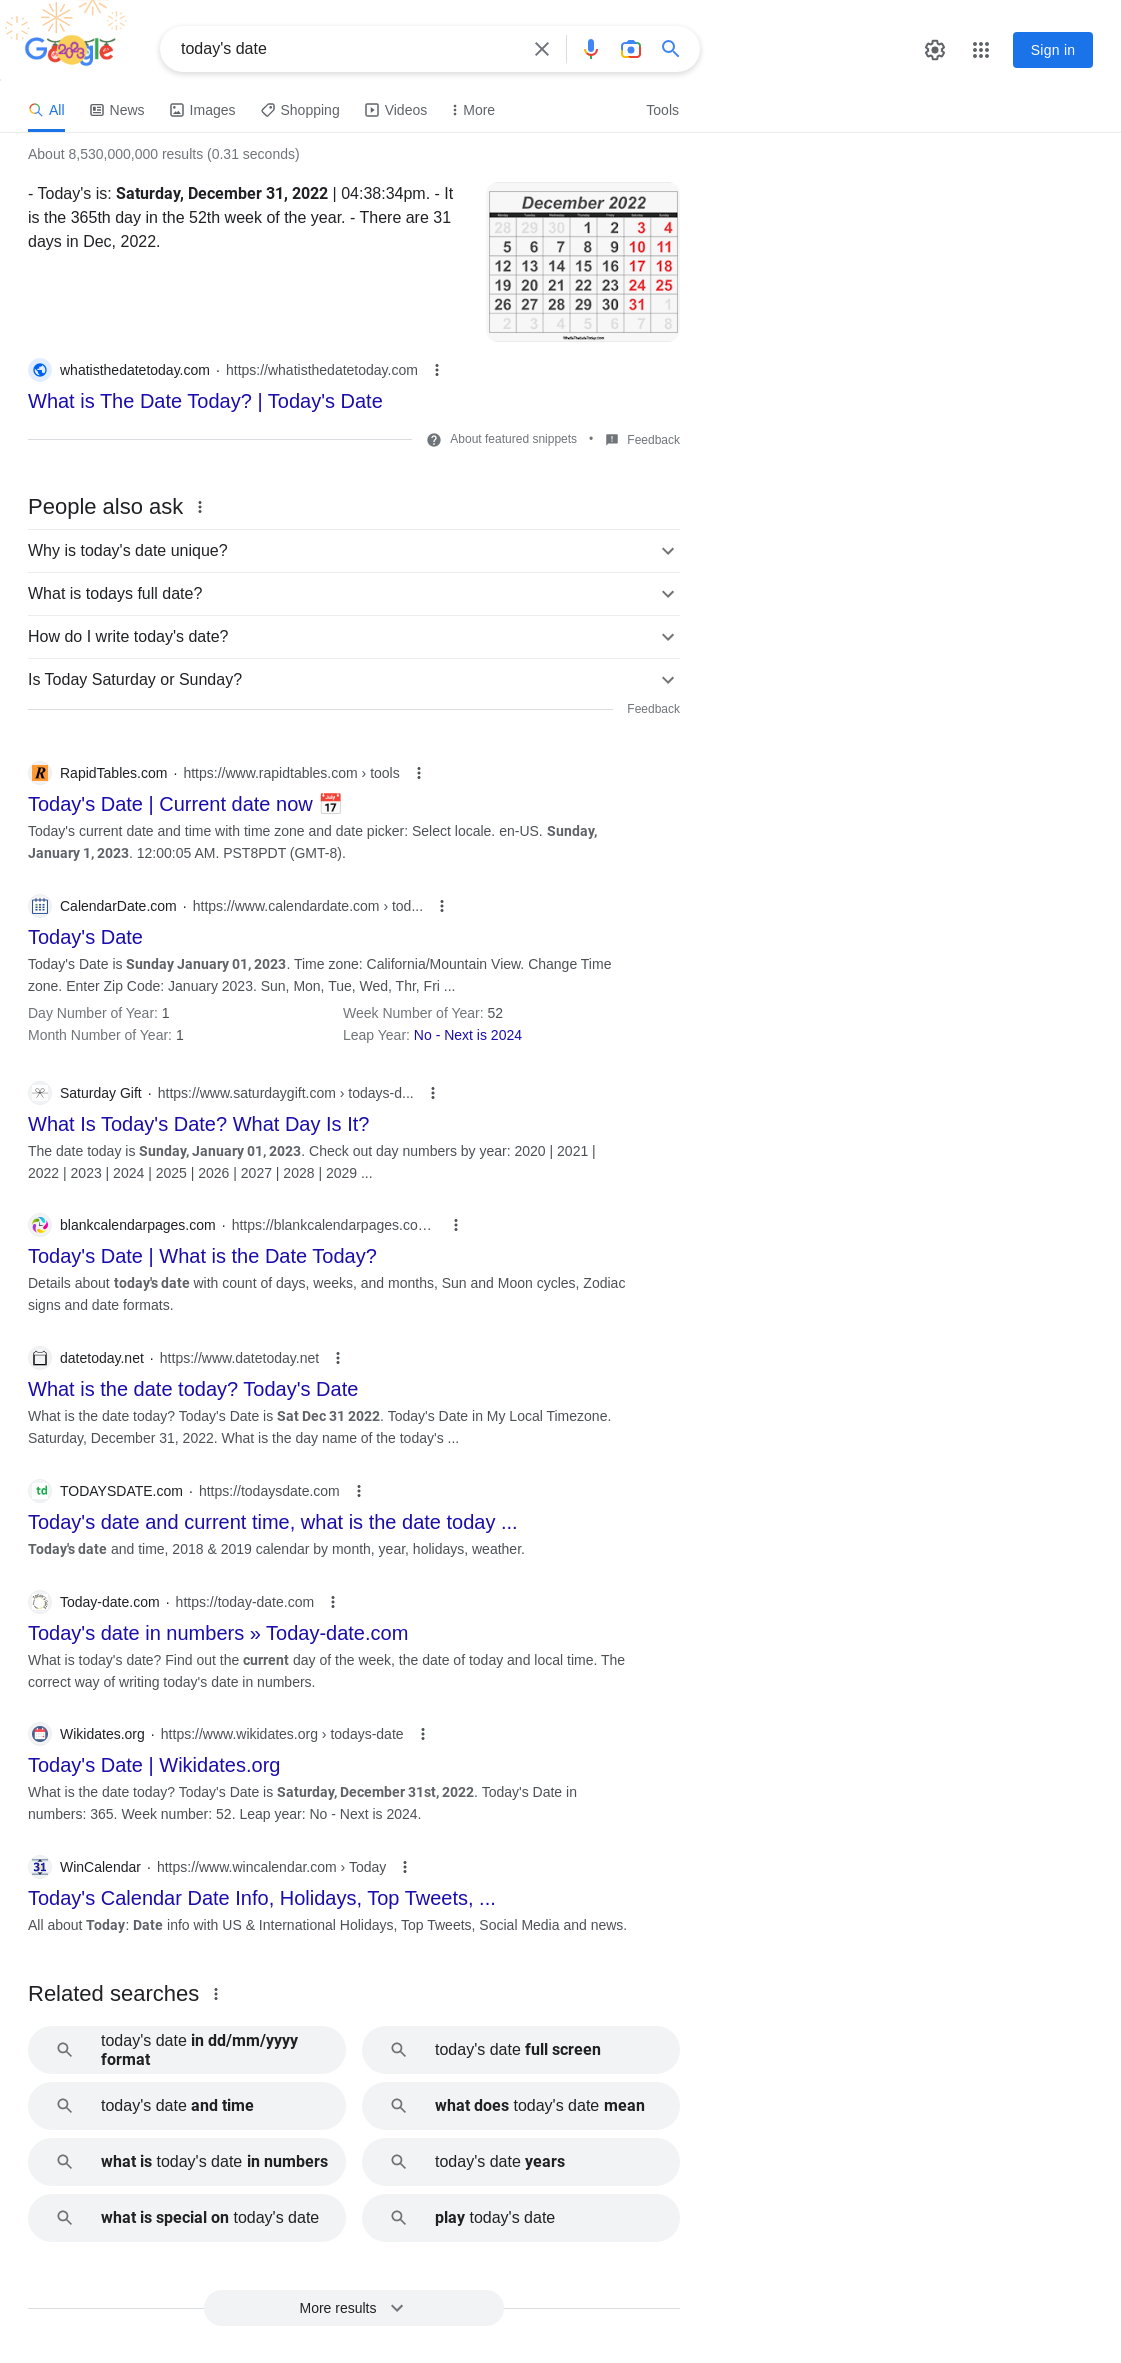 Google
2023
today's date
Sign in
All
News
Images
Shopping
Videos
More
Tools
About 8,530,000,000 results (0.31 seconds)
- Today's is: Saturday, December 31, 2022 | 04:38:34pm. - It
is the 365th day in the 52th week of the year. - There are 31
days in Dec, 2022.
December 2022
Monday Tuesday Wednesday Thursday Friday Saturday Sunday
28 29 30 1 2 3 4
5 6 7 8 9 10 11
12 13 14 15 16 17 18
19 20 21 22 23 24 25
26 27 28 29 30 31 1
2 3 4 5 6 7 8
WhatIsTheDateToday.com
whatisthedatetoday.com · https://whatisthedatetoday.com
What is The Date Today? | Today's Date
About featured snippets • Feedback
People also ask
Why is today's date unique?
What is todays full date?
How do I write today's date?
Is Today Saturday or Sunday?
Feedback
R
RapidTables.com · https://www.rapidtables.com › tools
Today's Date | Current date now 📅
Today's current date and time with time zone and date picker: Select locale. en-US. Sunday,
January 1, 2023. 12:00:05 AM. PST8PDT (GMT-8).
CalendarDate.com · https://www.calendardate.com › tod...
Today's Date
Today's Date is Sunday January 01, 2023. Time zone: California/Mountain View. Change Time
zone. Enter Zip Code: January 2023. Sun, Mon, Tue, Wed, Thr, Fri ...
Day Number of Year: 1
Week Number of Year: 52
Month Number of Year: 1
Leap Year: No - Next is 2024
Saturday Gift · https://www.saturdaygift.com › todays-d...
What Is Today's Date? What Day Is It?
The date today is Sunday, January 01, 2023. Check out day numbers by year: 2020 | 2021 |
2022 | 2023 | 2024 | 2025 | 2026 | 2027 | 2028 | 2029 ...
blankcalendarpages.com · https://blankcalendarpages.co…
Today's Date | What is the Date Today?
Details about today's date with count of days, weeks, and months, Sun and Moon cycles, Zodiac
signs and date formats.
datetoday.net · https://www.datetoday.net
What is the date today? Today's Date
What is the date today? Today's Date is Sat Dec 31 2022. Today's Date in My Local Timezone.
Saturday, December 31, 2022. What is the day name of the today's ...
td
TODAYSDATE.com · https://todaysdate.com
Today's date and current time, what is the date today ...
Today's date and time, 2018 & 2019 calendar by month, year, holidays, weather.
Today-date.com · https://today-date.com
Today's date in numbers » Today-date.com
What is today's date? Find out the current day of the week, the date of today and local time. The
correct way of writing today's date in numbers.
Wikidates.org · https://www.wikidates.org › todays-date
Today's Date | Wikidates.org
What is the date today? Today's Date is Saturday, December 31st, 2022. Today's Date in
numbers: 365. Week number: 52. Leap year: No - Next is 2024.
31
WinCalendar · https://www.wincalendar.com › Today
Today's Calendar Date Info, Holidays, Top Tweets, ...
All about Today: Date info with US & International Holidays, Top Tweets, Social Media and news.
Related searches
today's date in dd/mm/yyyy
format
today's date full screen
today's date and time
what does today's date mean
what is today's date in numbers
today's date years
what is special on today's date
play today's date
More results